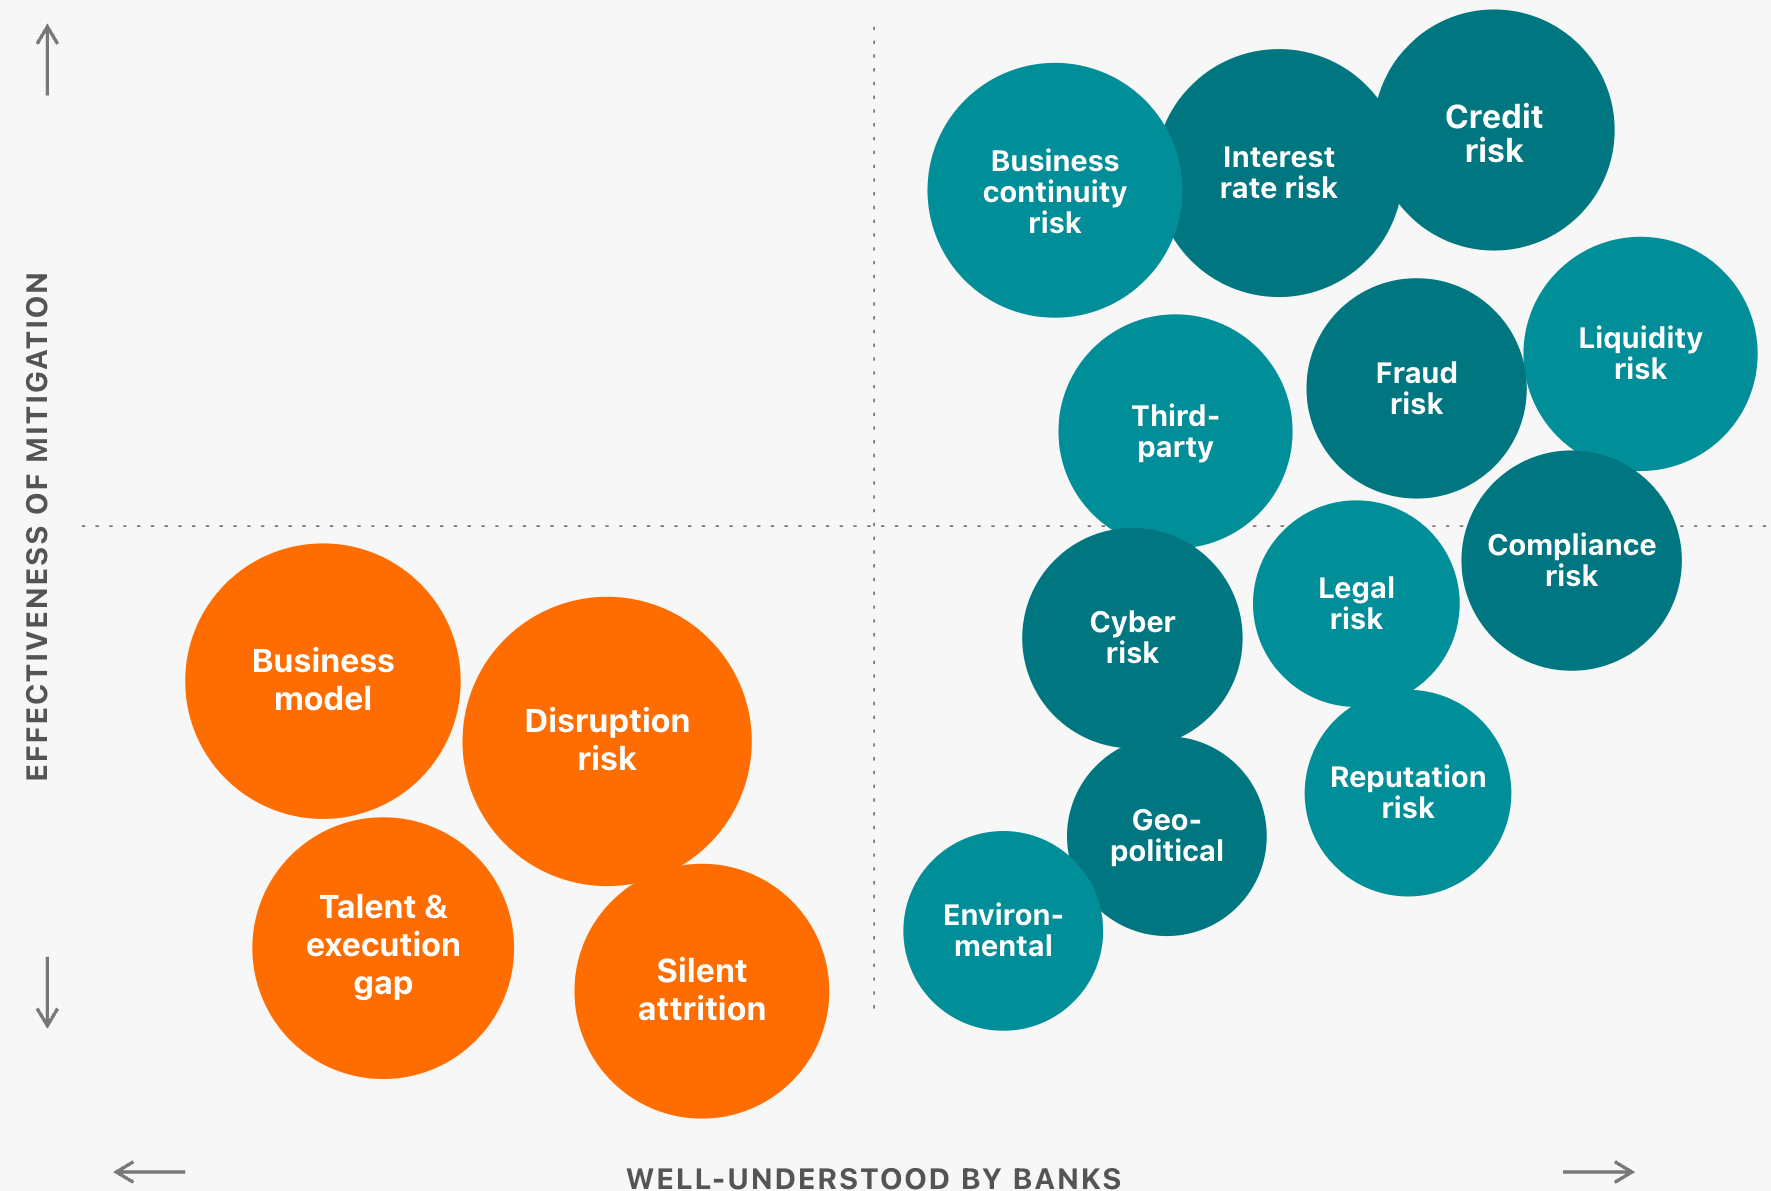 EFFECTIVENESS OF MITIGATION
Business
continuity
risk
Interest
rate risk
Credit
risk
Third-
party
Fraud
risk
Liquidity
risk
Cyber
risk
Legal
risk
Compliance
risk
Geo-
political
Reputation
risk
Environ-
mental
Business
model
Disruption
risk
Talent &
execution
gap
Silent
attrition
WELL-UNDERSTOOD BY BANKS